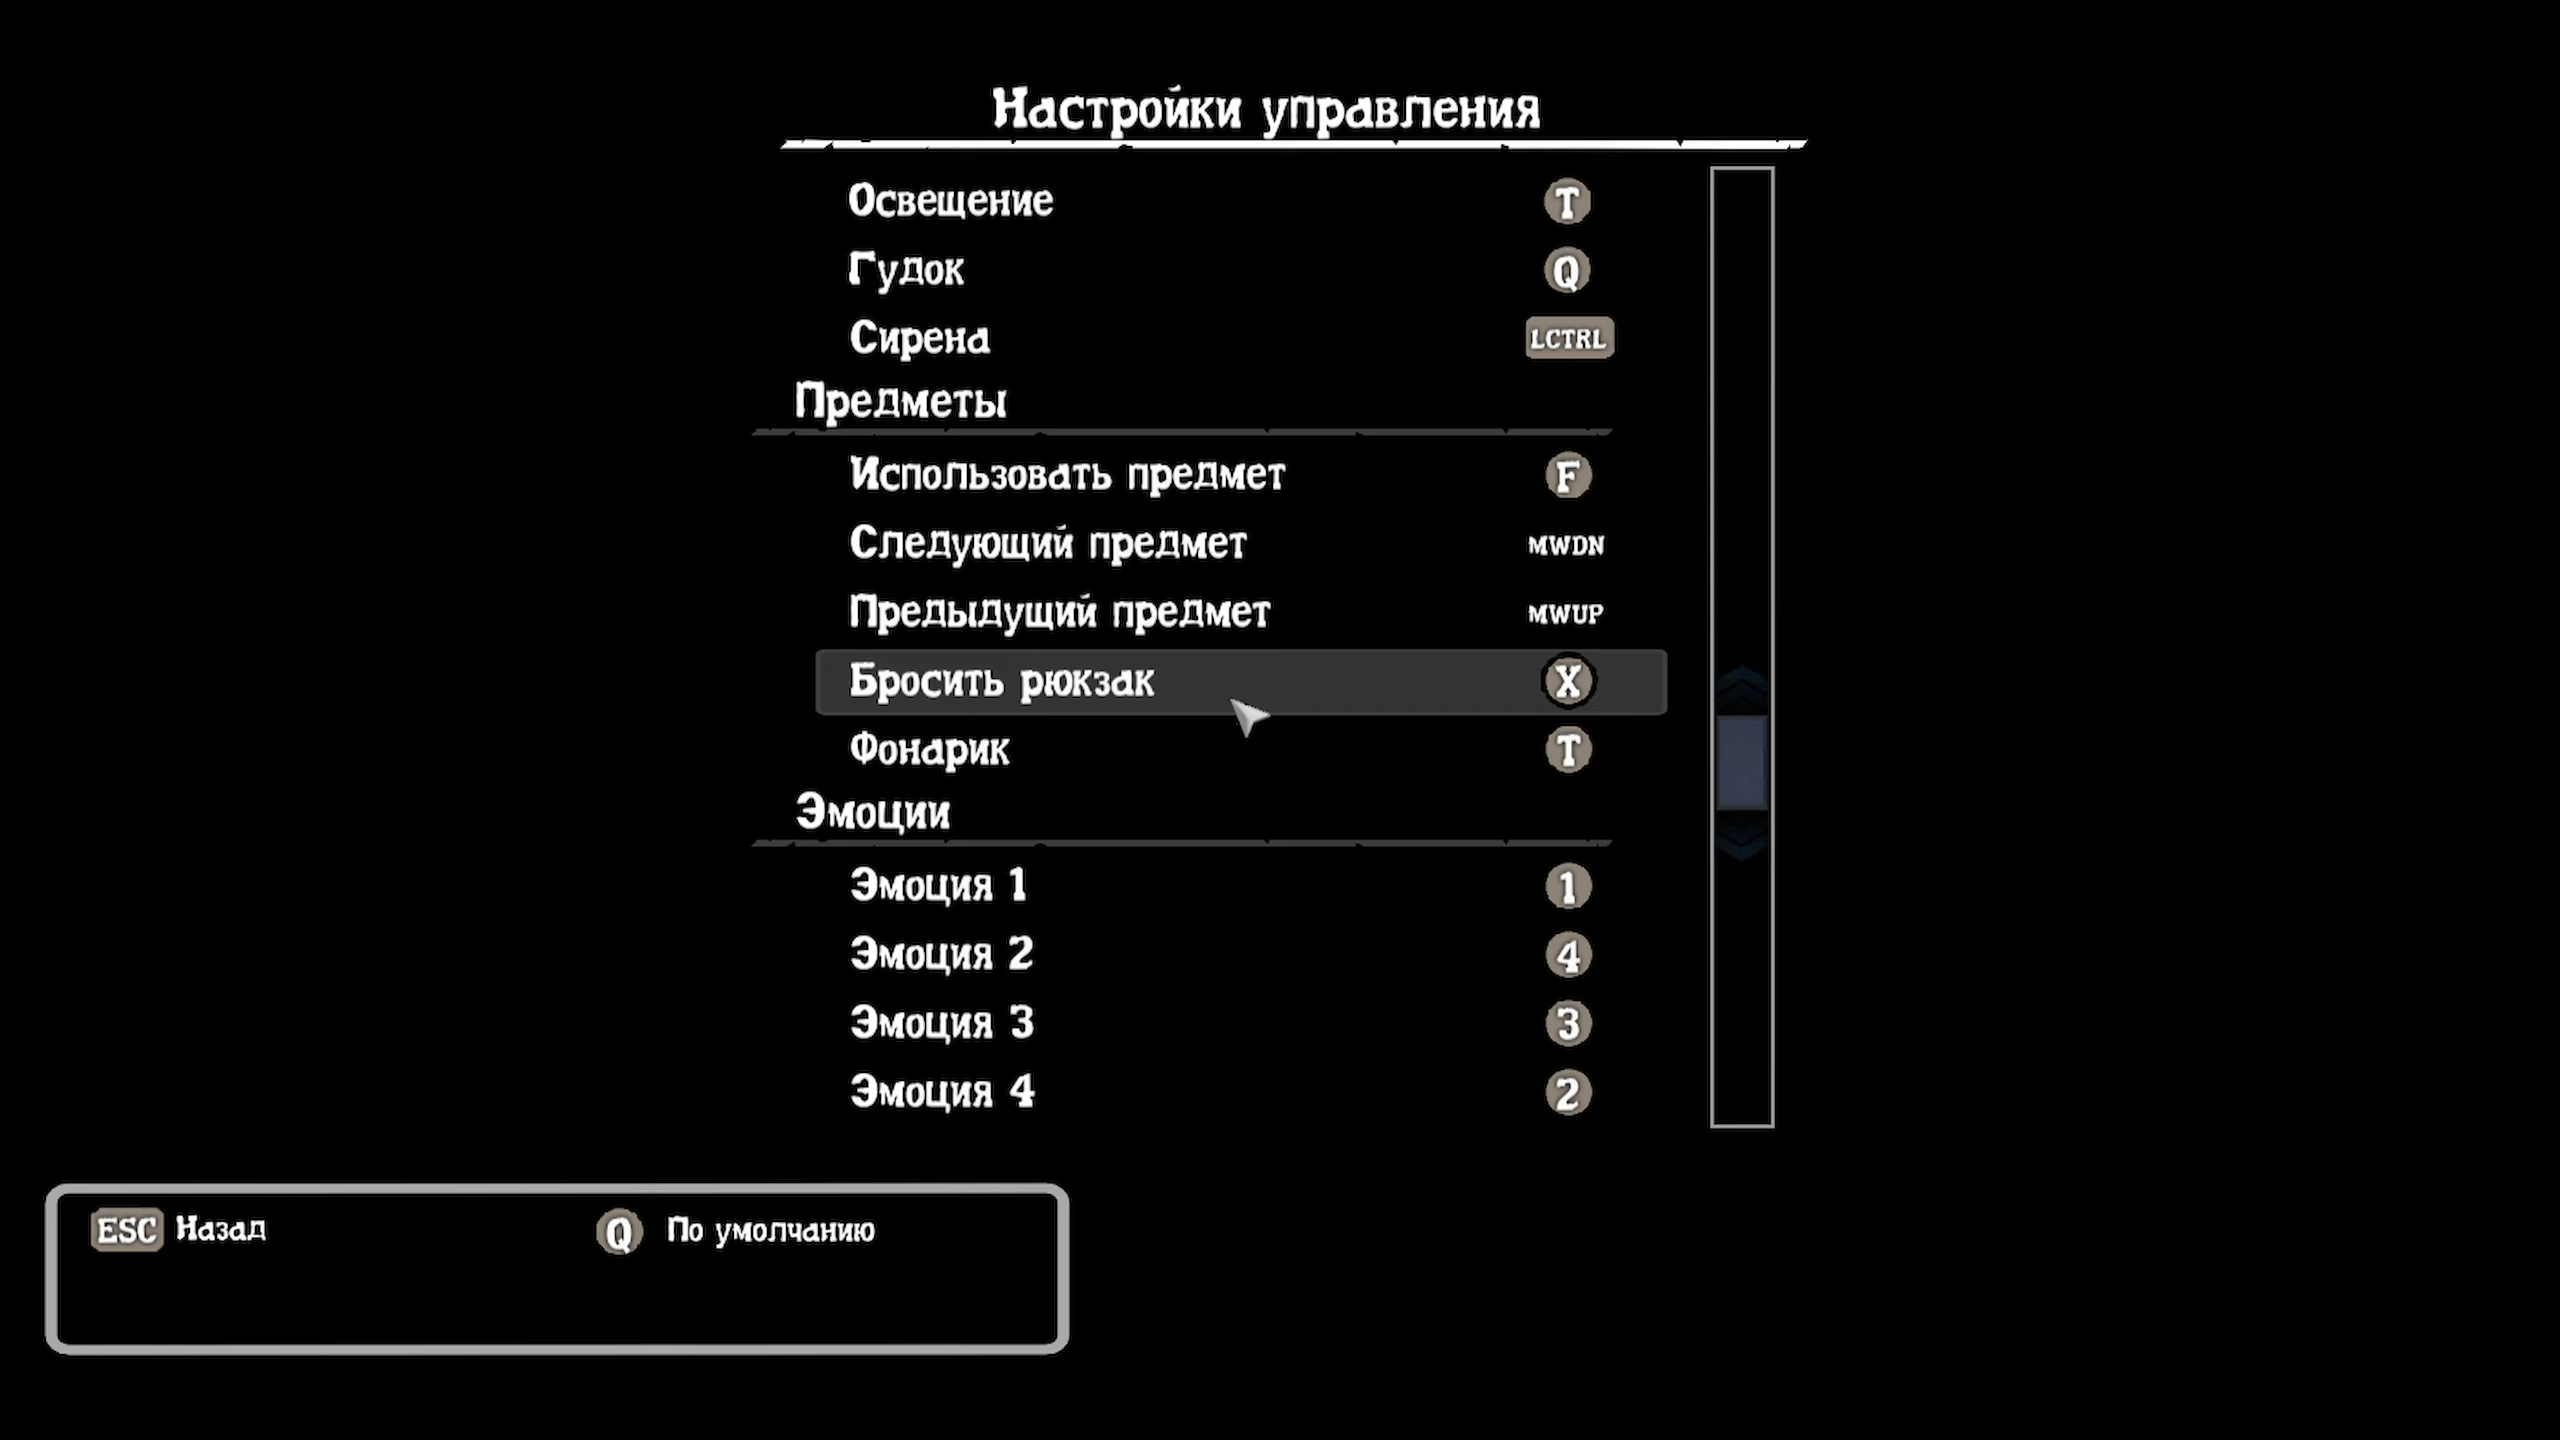 Настройки управления
Освещение T
Гудок Q
Сирена LCTRL
Предметы
Использовать предмет F
Следующий предмет MWDN
Предыдущий предмет MWUP
Бросить рюкзак X
Фонарик T
Эмоции
Эмоция 1 1
Эмоция 2 4
Эмоция 3 3
Эмоция 4 2
ESC Назад Q По умолчанию